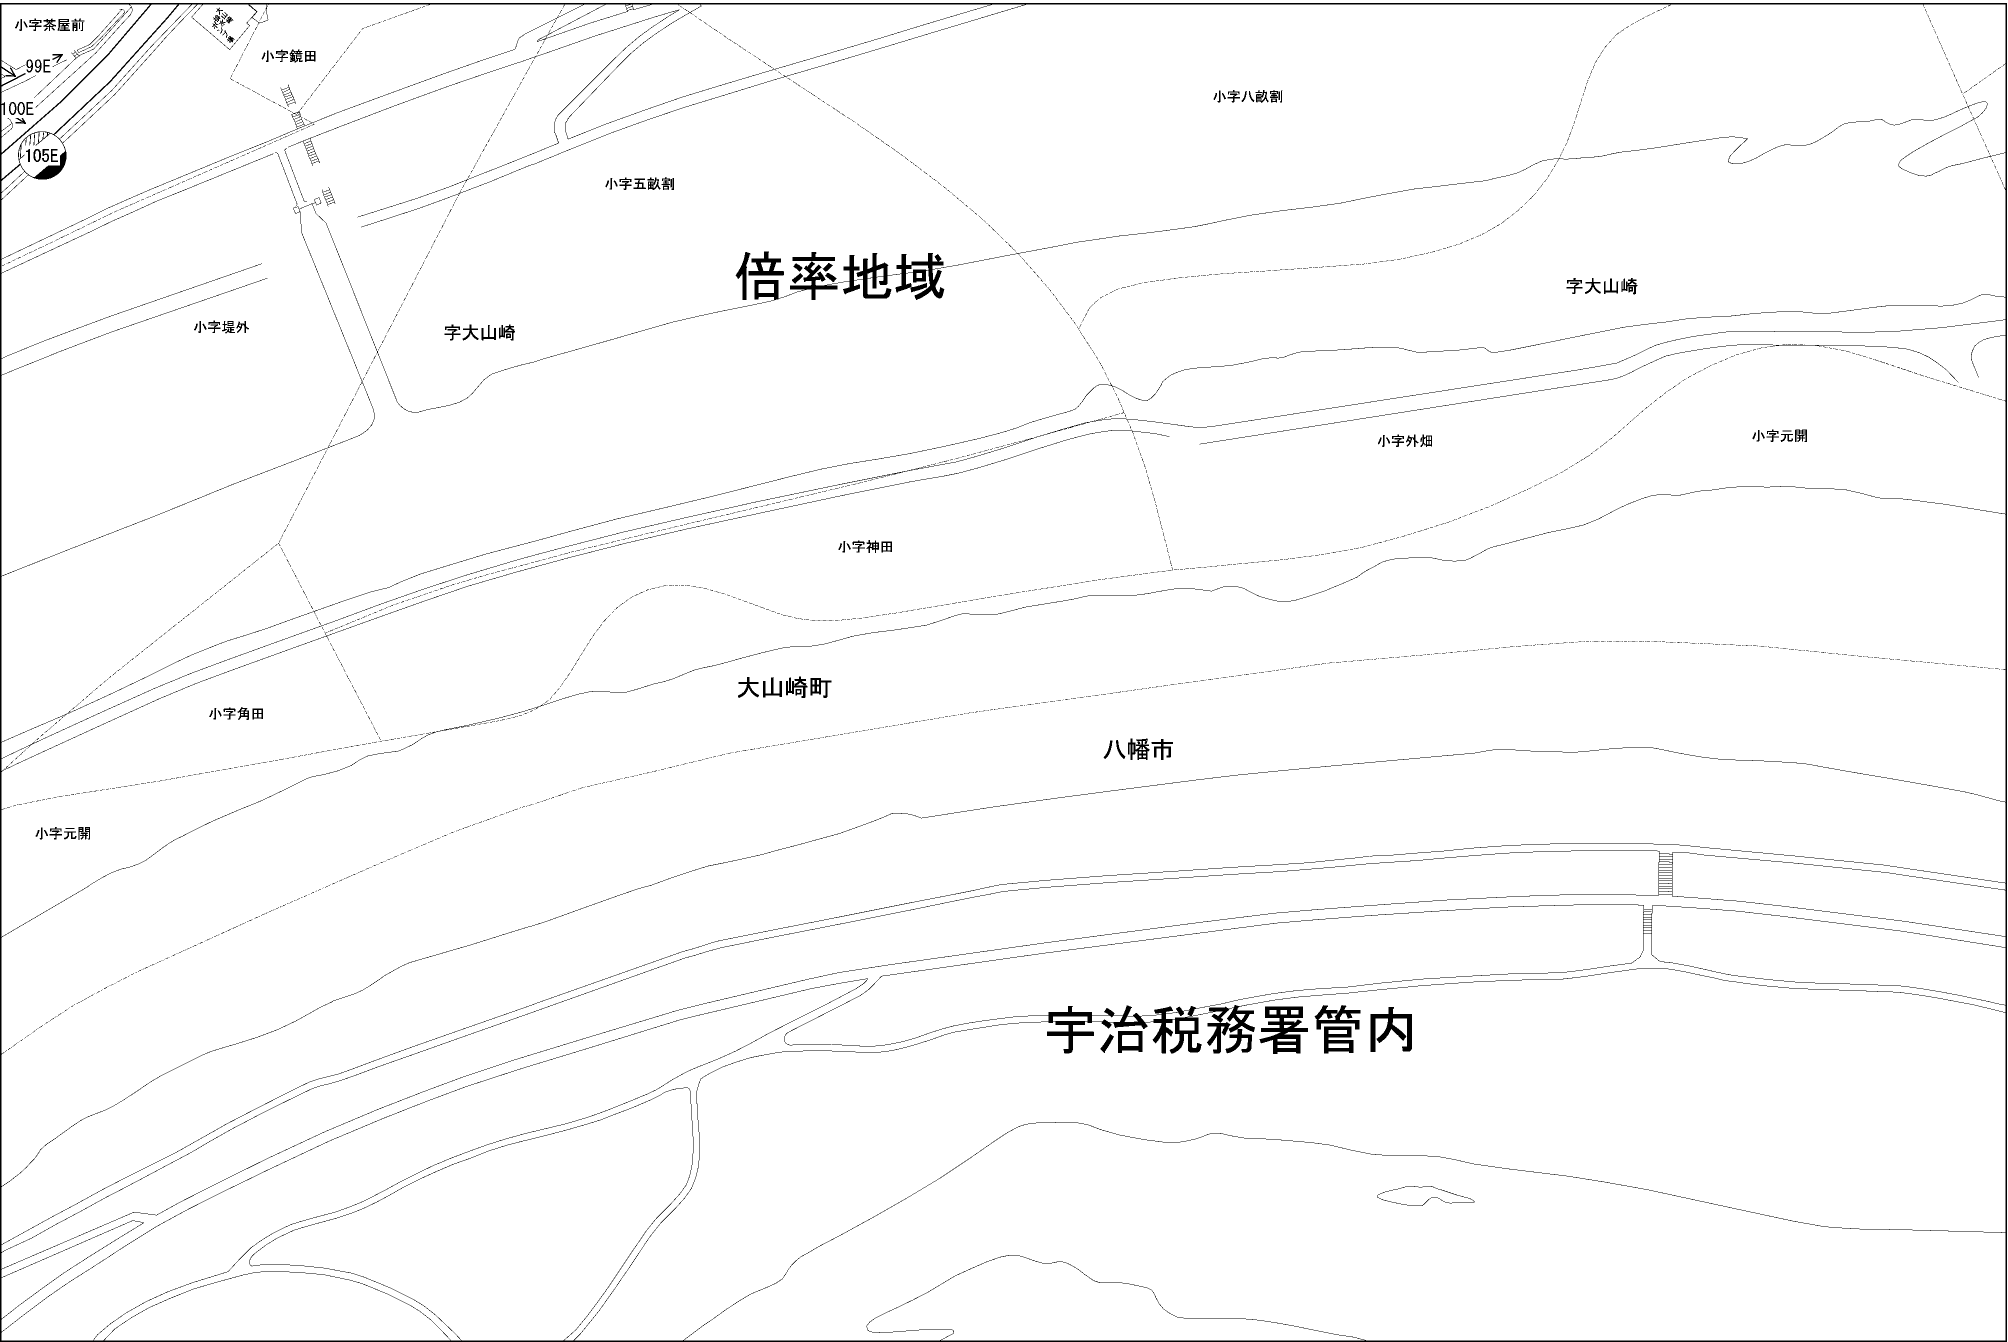 小字茶屋前
小字鏡田
99E
100E
105E
小字八畝割
小字五畝割
倍率地域
字大山崎
小字堤外
字大山崎
小字外畑
小字元開
小字神田
大山崎町
小字角田
八幡市
小字元開
宇治税務署管内